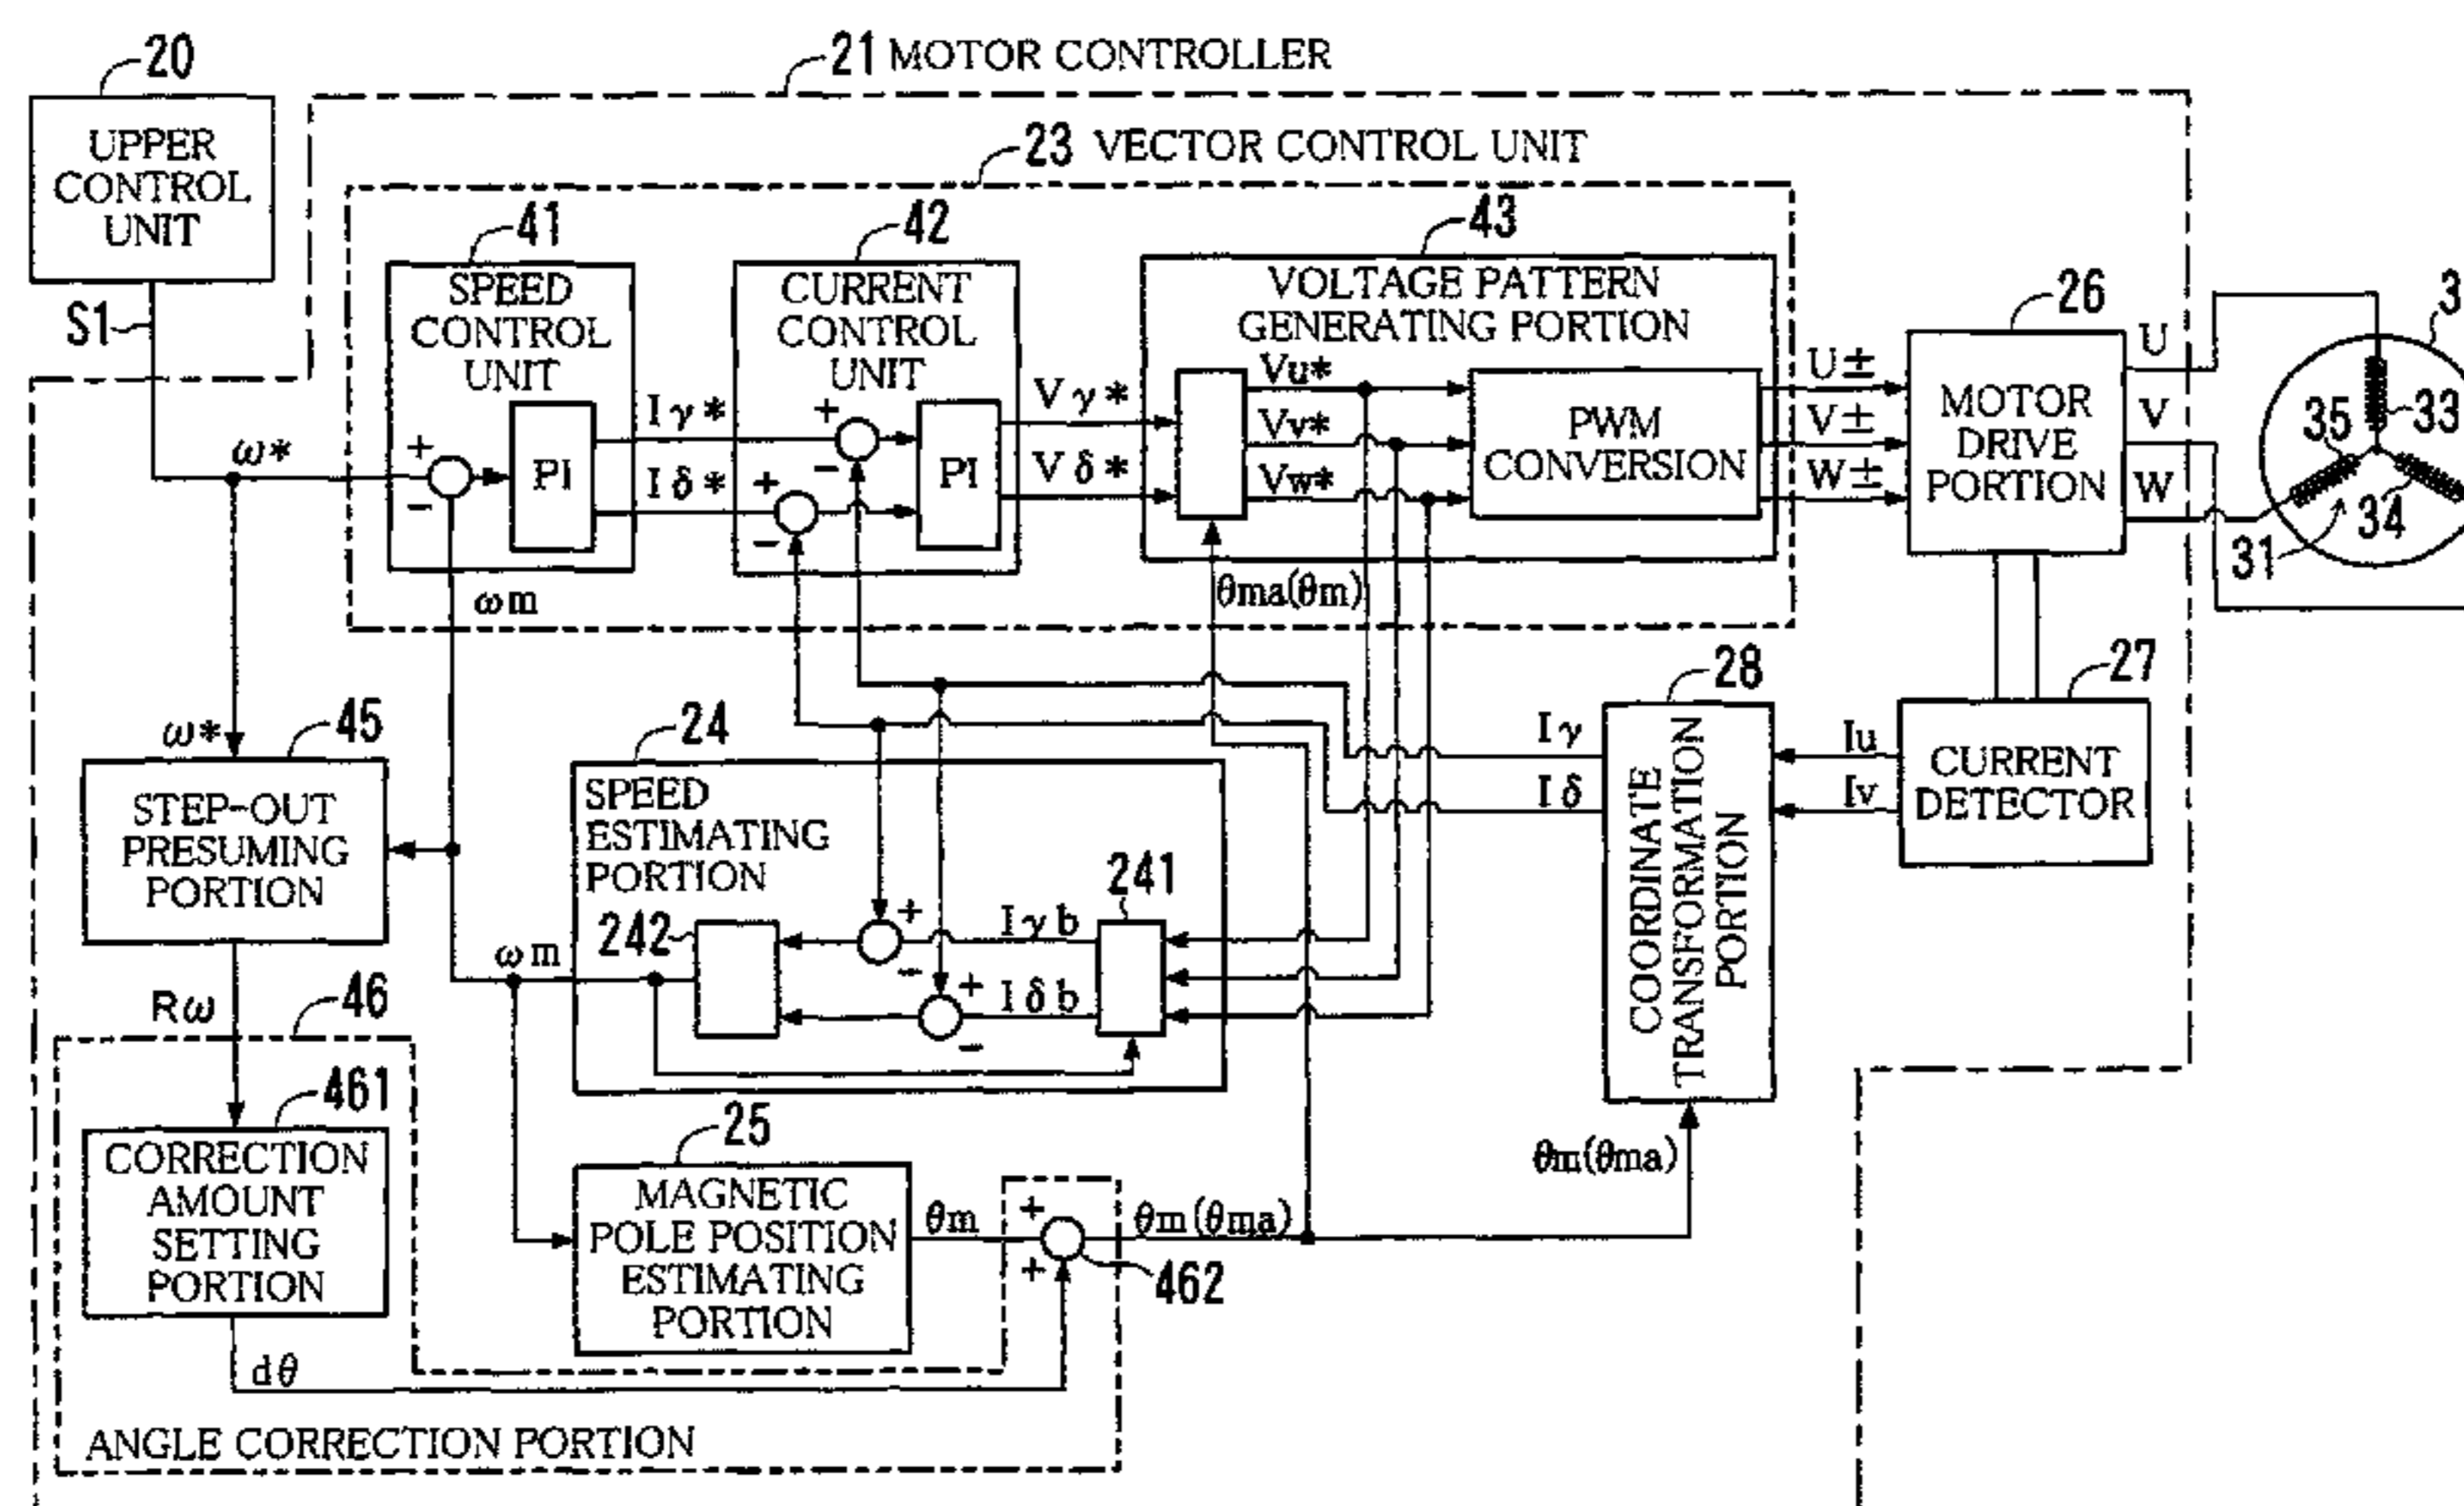 21 MOTOR CONTROLLER
20
UPPER
CONTROL
UNIT
23 VECTOR CONTROL UNIT
41
SPEED
CONTROL
UNIT
PI
42
CURRENT
CONTROL
UNIT
PI
43
VOLTAGE PATTERN
GENERATING PORTION
Vu*
Vv*
Vw*
PWM
CONVERSION
S1
ω*
+
−
Iγ*
Iδ*
+
−
+
−
Vγ*
Vδ*
U±
V±
W±
26
MOTOR
DRIVE
PORTION
U
V
W
3
33
35
34
31
ωm
θma(θm)
27
CURRENT
DETECTOR
Iu
Iv
28
COORDINATE
TRANSFORMATION
PORTION
Iγ
Iδ
ω*
45
STEP-OUT
PRESUMING
PORTION
24
SPEED
ESTIMATING
PORTION
241
242
Iγb
Iδb
+
−
+
−
ωm
Rω
46
461
CORRECTION
AMOUNT
SETTING
PORTION
25
MAGNETIC
POLE POSITION
ESTIMATING
PORTION
θm
+
+
θm(θma)
462
θm(θma)
dθ
ANGLE CORRECTION PORTION